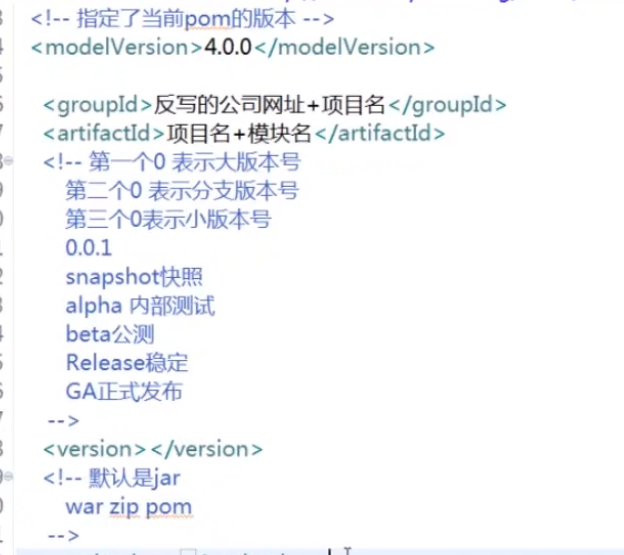 <!-- 指定了当前pom的版本 -->
<modelVersion>4.0.0</modelVersion>
<groupId>反写的公司网址+项目名</groupId>
<artifactId>项目名+模块名</artifactId>
<!-- 第一个0 表示大版本号
第二个0 表示分支版本号
第三个0表示小版本号
0.0.1
snapshot快照
alpha 内部测试
beta公测
Release稳定
GA正式发布
-->
<version></version>
<!-- 默认是jar
war zip pom
-->